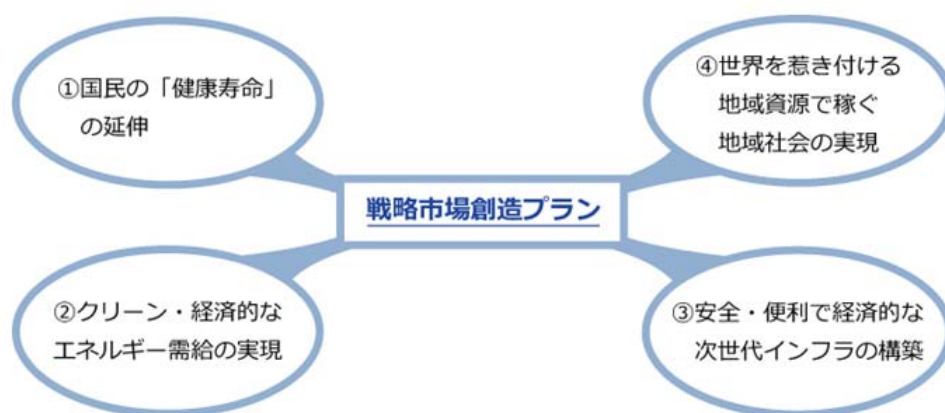 ①国民の「健康寿命」
の延伸
④世界を惹き付ける
地域資源で稼ぐ
地域社会の実現
戦略市場創造プラン
②クリーン・経済的な
エネルギー需給の実現
③安全・便利で経済的な
次世代インフラの構築